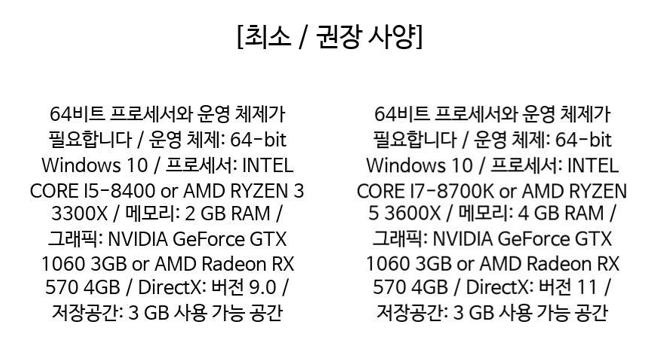 [최소 / 권장 사양]
64비트 프로세서와 운영 체제가
필요합니다 / 운영 체제: 64-bit
Windows 10 / 프로세서: INTEL
CORE I5-8400 or AMD RYZEN 3
3300X / 메모리: 2 GB RAM /
그래픽: NVIDIA GeForce GTX
1060 3GB or AMD Radeon RX
570 4GB / DirectX: 버전 9.0 /
저장공간: 3 GB 사용 가능 공간
64비트 프로세서와 운영 체제가
필요합니다 / 운영 체제: 64-bit
Windows 10 / 프로세서: INTEL
CORE I7-8700K or AMD RYZEN
5 3600X / 메모리: 4 GB RAM /
그래픽: NVIDIA GeForce GTX
1060 3GB or AMD Radeon RX
570 4GB / DirectX: 버전 11 /
저장공간: 3 GB 사용 가능 공간